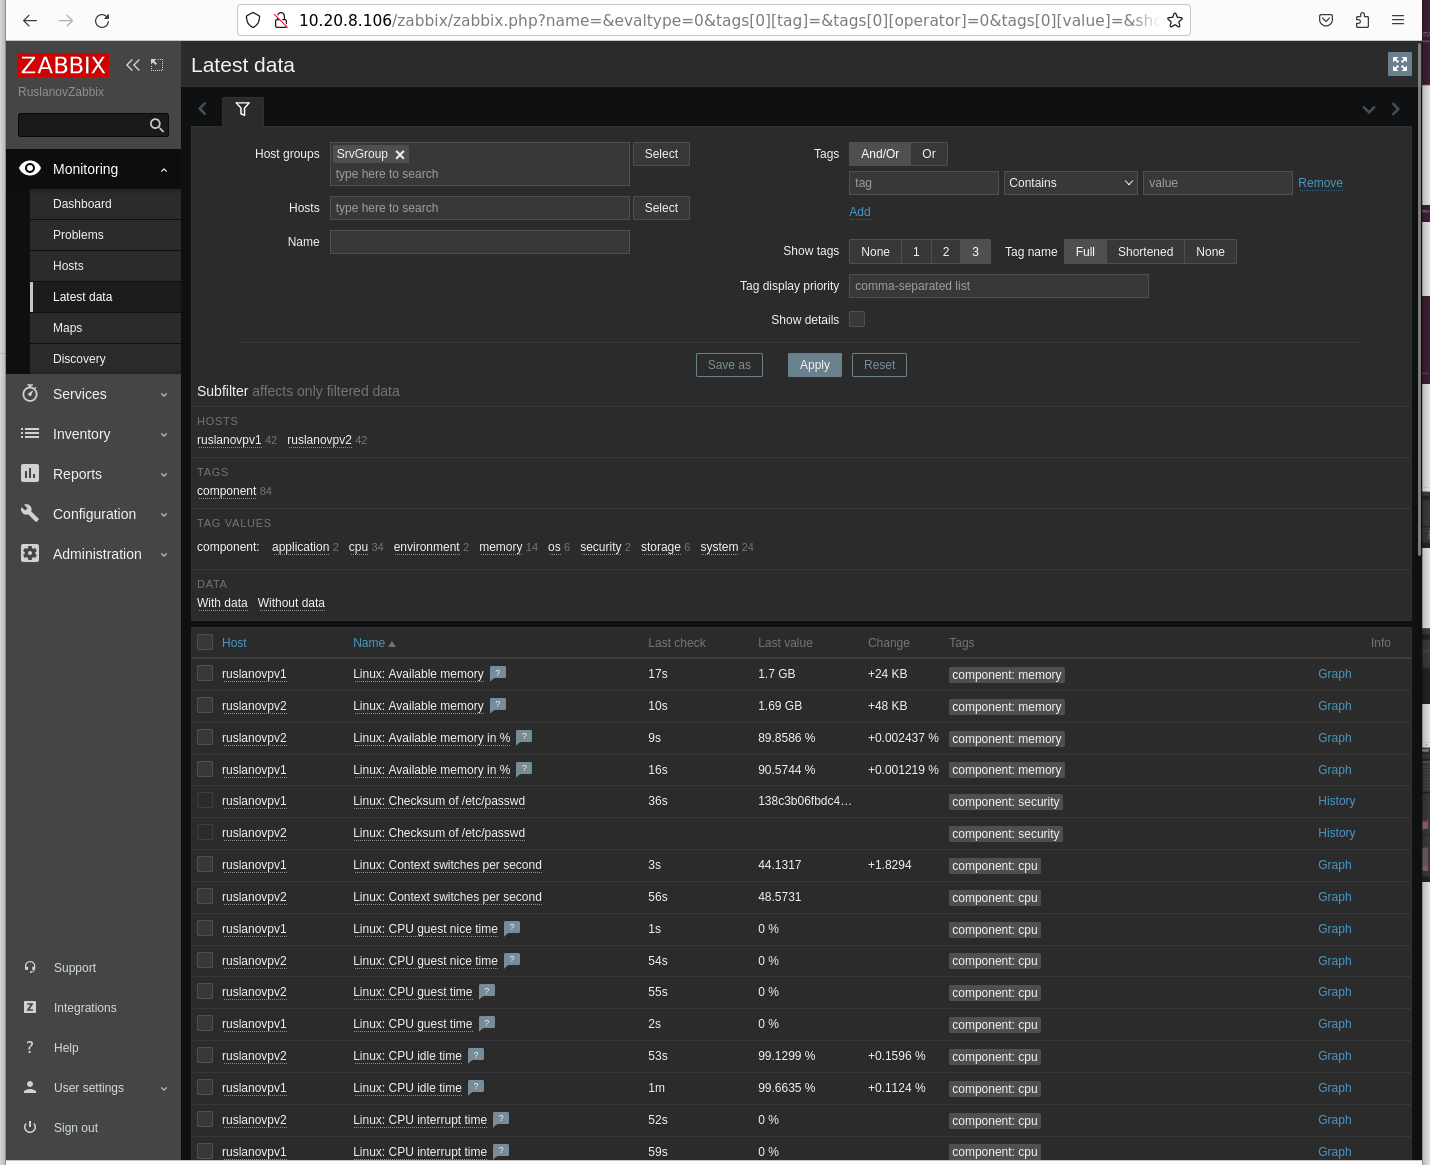 10.20.8.106/zabbix/zabbix.php?name=&evaltype=0&tags[0][tag]=&tags[0][operator]=0&tags[0][value]=&sho
ZABBIX
RuslanovZabbix
Monitoring
Dashboard
Problems
Hosts
Latest data
Maps
Discovery
Services
Inventory
Reports
Configuration
Administration
Support
Z Integrations
? Help
User settings
Sign out
Latest data
Host groups SrvGroup Select
type here to search
Hosts type here to search Select
Name
Tags And/Or Or
tag Contains value Remove
Add
Show tags None 1 2 3 Tag name Full Shortened None
Tag display priority comma-separated list
Show details
Save as Apply Reset
Subfilter affects only filtered data
HOSTS
ruslanovpv1 42 ruslanovpv2 42
TAGS
component 84
TAG VALUES
component: application 2 cpu 34 environment 2 memory 14 os 6 security 2 storage 6 system 24
DATA
With data Without data
Host Name Last check Last value Change Tags Info
ruslanovpv1 Linux: Available memory ? 17s 1.7 GB +24 KB component: memory Graph
ruslanovpv2 Linux: Available memory ? 10s 1.69 GB +48 KB component: memory Graph
ruslanovpv2 Linux: Available memory in % ? 9s 89.8586 % +0.002437 % component: memory Graph
ruslanovpv1 Linux: Available memory in % ? 16s 90.5744 % +0.001219 % component: memory Graph
ruslanovpv1 Linux: Checksum of /etc/passwd 36s 138c3b06fbdc4… component: security History
ruslanovpv2 Linux: Checksum of /etc/passwd component: security History
ruslanovpv1 Linux: Context switches per second 3s 44.1317 +1.8294 component: cpu Graph
ruslanovpv2 Linux: Context switches per second 56s 48.5731 component: cpu Graph
ruslanovpv1 Linux: CPU guest nice time ? 1s 0 % component: cpu Graph
ruslanovpv2 Linux: CPU guest nice time ? 54s 0 % component: cpu Graph
ruslanovpv2 Linux: CPU guest time ? 55s 0 % component: cpu Graph
ruslanovpv1 Linux: CPU guest time ? 2s 0 % component: cpu Graph
ruslanovpv2 Linux: CPU idle time ? 53s 99.1299 % +0.1596 % component: cpu Graph
ruslanovpv1 Linux: CPU idle time ? 1m 99.6635 % +0.1124 % component: cpu Graph
ruslanovpv2 Linux: CPU interrupt time ? 52s 0 % component: cpu Graph
ruslanovpv1 Linux: CPU interrupt time ? 59s 0 % component: cpu Graph